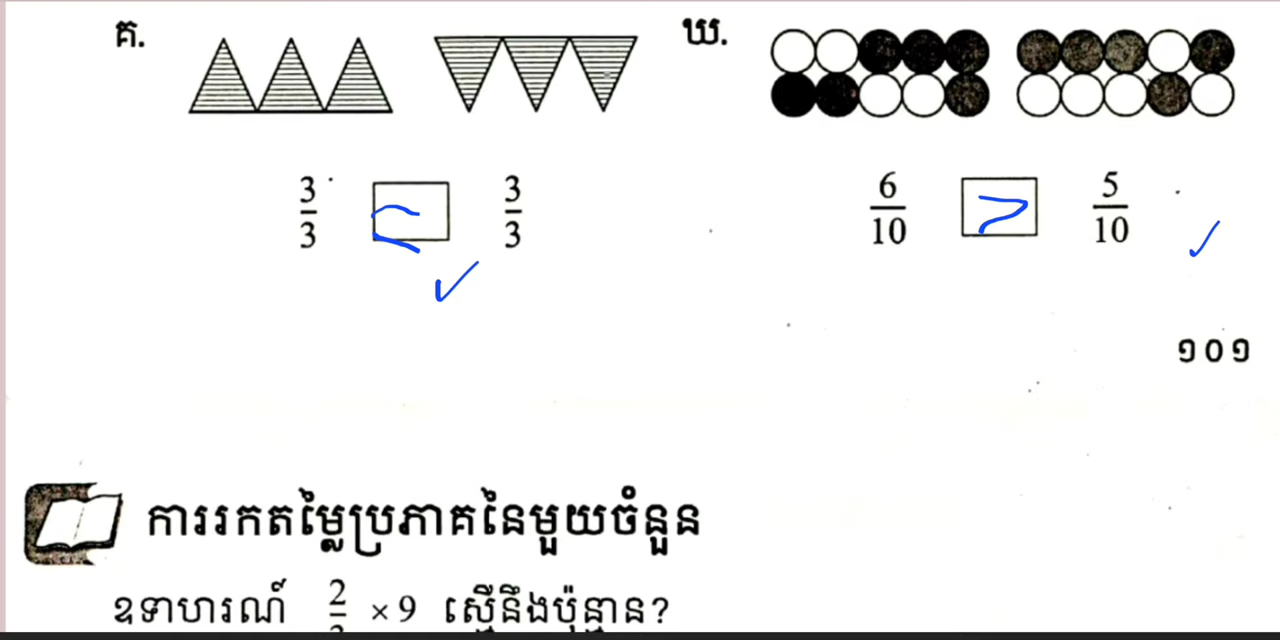 គ. ឃ.
3/3 = 3/3 6/10 > 5/10
១០១
ការរកតម្លៃប្រភាគនៃមួយចំនួន
ឧទាហរណ៍ 2/3 × 9 ស្មើនឹងប៉ុន្មាន?